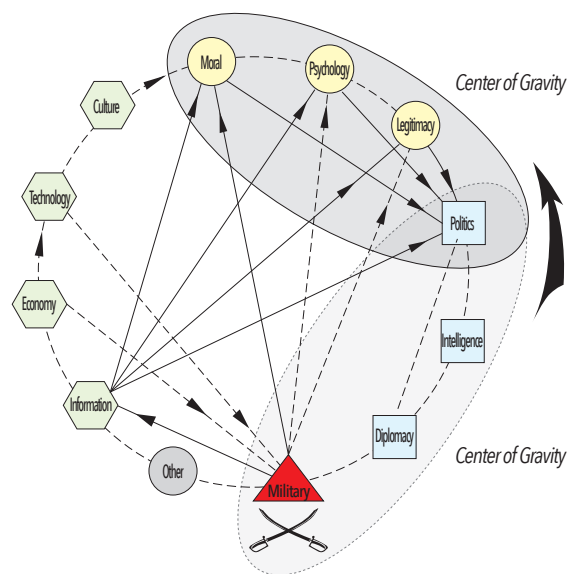 Moral
Psychology
Center of Gravity
Culture
Legitimacy
Technology
Politics
Economy
Intelligence
Information
Diplomacy
Center of Gravity
Other
Military